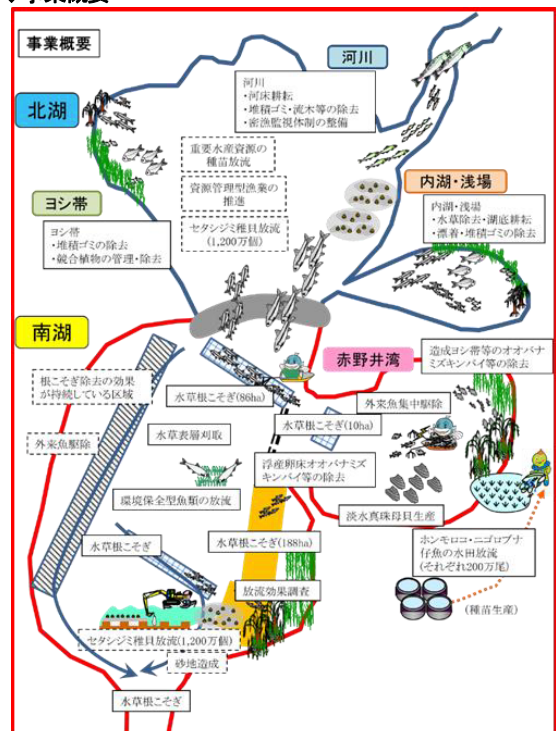 事業概要
河川
河川
・河床耕耘
・堆積ゴミ・流木等の除去
・密漁監視体制の整備
北湖
重要水産資源の
種苗放流
資源管理型漁業の
推進
セタシジミ稚貝放流
(1,200万個)
内湖・浅場
内湖・浅場
・水草除去・湖底耕耘
・漂着・堆積ゴミの除去
ヨシ帯
ヨシ帯
・堆積ゴミの除去
・競合植物の管理・除去
南湖
赤野井湾
造成ヨシ帯等のオオバナ
ミズキンバイ等の除去
根こそぎ除去の効果
が持続している区域
水草根こそぎ(86ha)
外来魚集中駆除
水草根こそぎ(10ha)
外来魚駆除
水草表層刈取
浮産卵床オオバナミズ
キンバイ等の除去
環境保全型魚類の放流
淡水真珠母貝生産
水草根こそぎ
水草根こそぎ(188ha)
ホンモロコ・ニゴロブナ
仔魚の水田放流
(それぞれ200万尾)
放流効果調査
(種苗生産)
セタシジミ稚貝放流(1,200万個)
砂地造成
水草根こそぎ